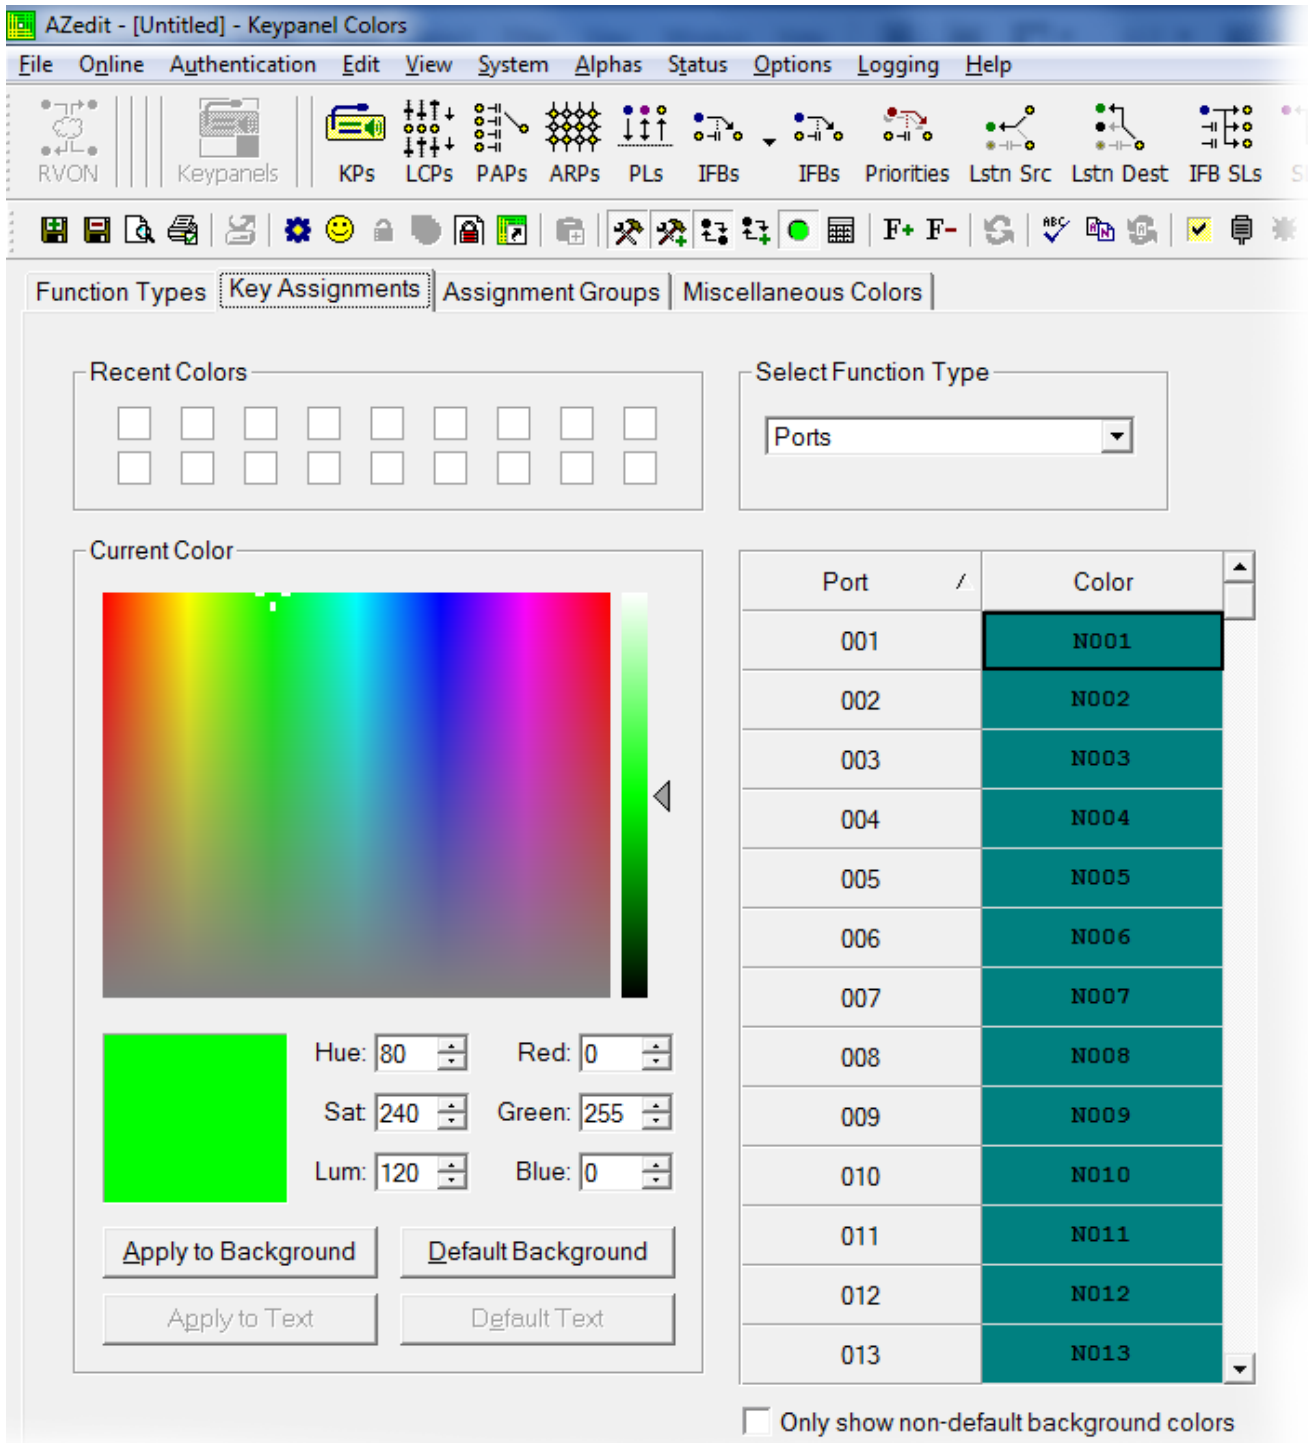 AZedit - [Untitled] - Keypanel Colors
File Online Authentication Edit View System Alphas Status Options Logging Help
RVON Keypanels KPs LCPs PAPs ARPs PLs IFBs IFBs Priorities Lstn Src Lstn Dest IFB SLs
F+ F- ABC
Function Types Key Assignments Assignment Groups Miscellaneous Colors
Recent Colors
Select Function Type
Ports
Current Color
Port Color
001 N001
002 N002
003 N003
004 N004
005 N005
006 N006
007 N007
008 N008
009 N009
010 N010
011 N011
012 N012
013 N013
Hue: 80 Red: 0
Sat: 240 Green: 255
Lum: 120 Blue: 0
Apply to Background Default Background
Apply to Text Default Text
Only show non-default background colors